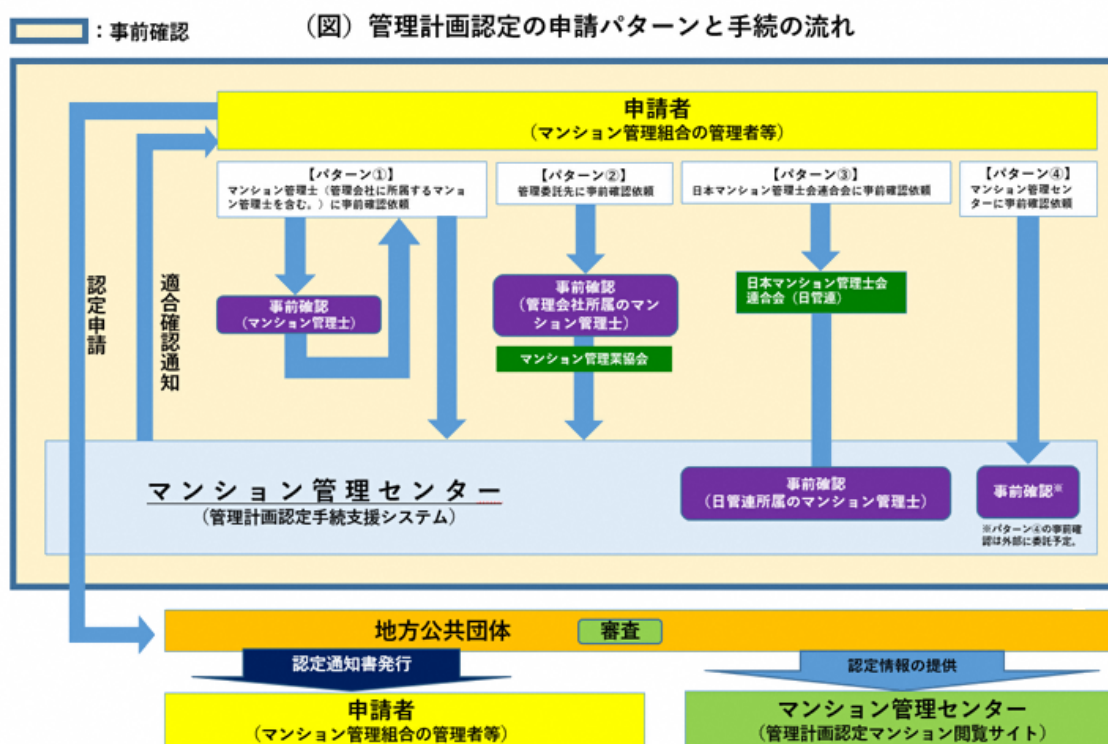 ：事前確認
（図）管理計画認定の申請パターンと手続の流れ
申請者
（マンション管理組合の管理者等）
【パターン①】
マンション管理士（管理会社に所属するマンション管理士を含む。）に事前確認依頼
【パターン②】
管理委託先に事前確認依頼
【パターン③】
日本マンション管理士会連合会に事前確認依頼
【パターン④】
マンション管理セン
ターに事前確認依頼
認定申請
適合確認通知
事前確認
（マンション管理士）
事前確認
（管理会社所属のマン
ション管理士）
マンション管理業協会
日本マンション管理士会
連合会（日管連）
マンション管理センター
（管理計画認定手続支援システム）
事前確認
（日管連所属のマンション管理士）
事前確認※
※パターン④の事前確
認は外部に委託予定。
地方公共団体
審査
認定通知書発行
認定情報の提供
申請者
（マンション管理組合の管理者等）
マンション管理センター
（管理計画認定マンション閲覧サイト）